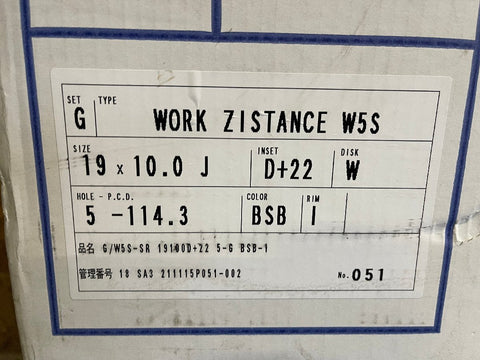 SET TYPE
G WORK ZISTANCE W5S
SIZE INSET DISK
19 x 10.0 J D+22 W
HOLE - P.C.D. COLOR RIM
5 -114.3 BSB I
品名 G/W5S-SR 19100D+22 5-G BSB-1
管理番号 18 SA3 211115P051-002 No.051